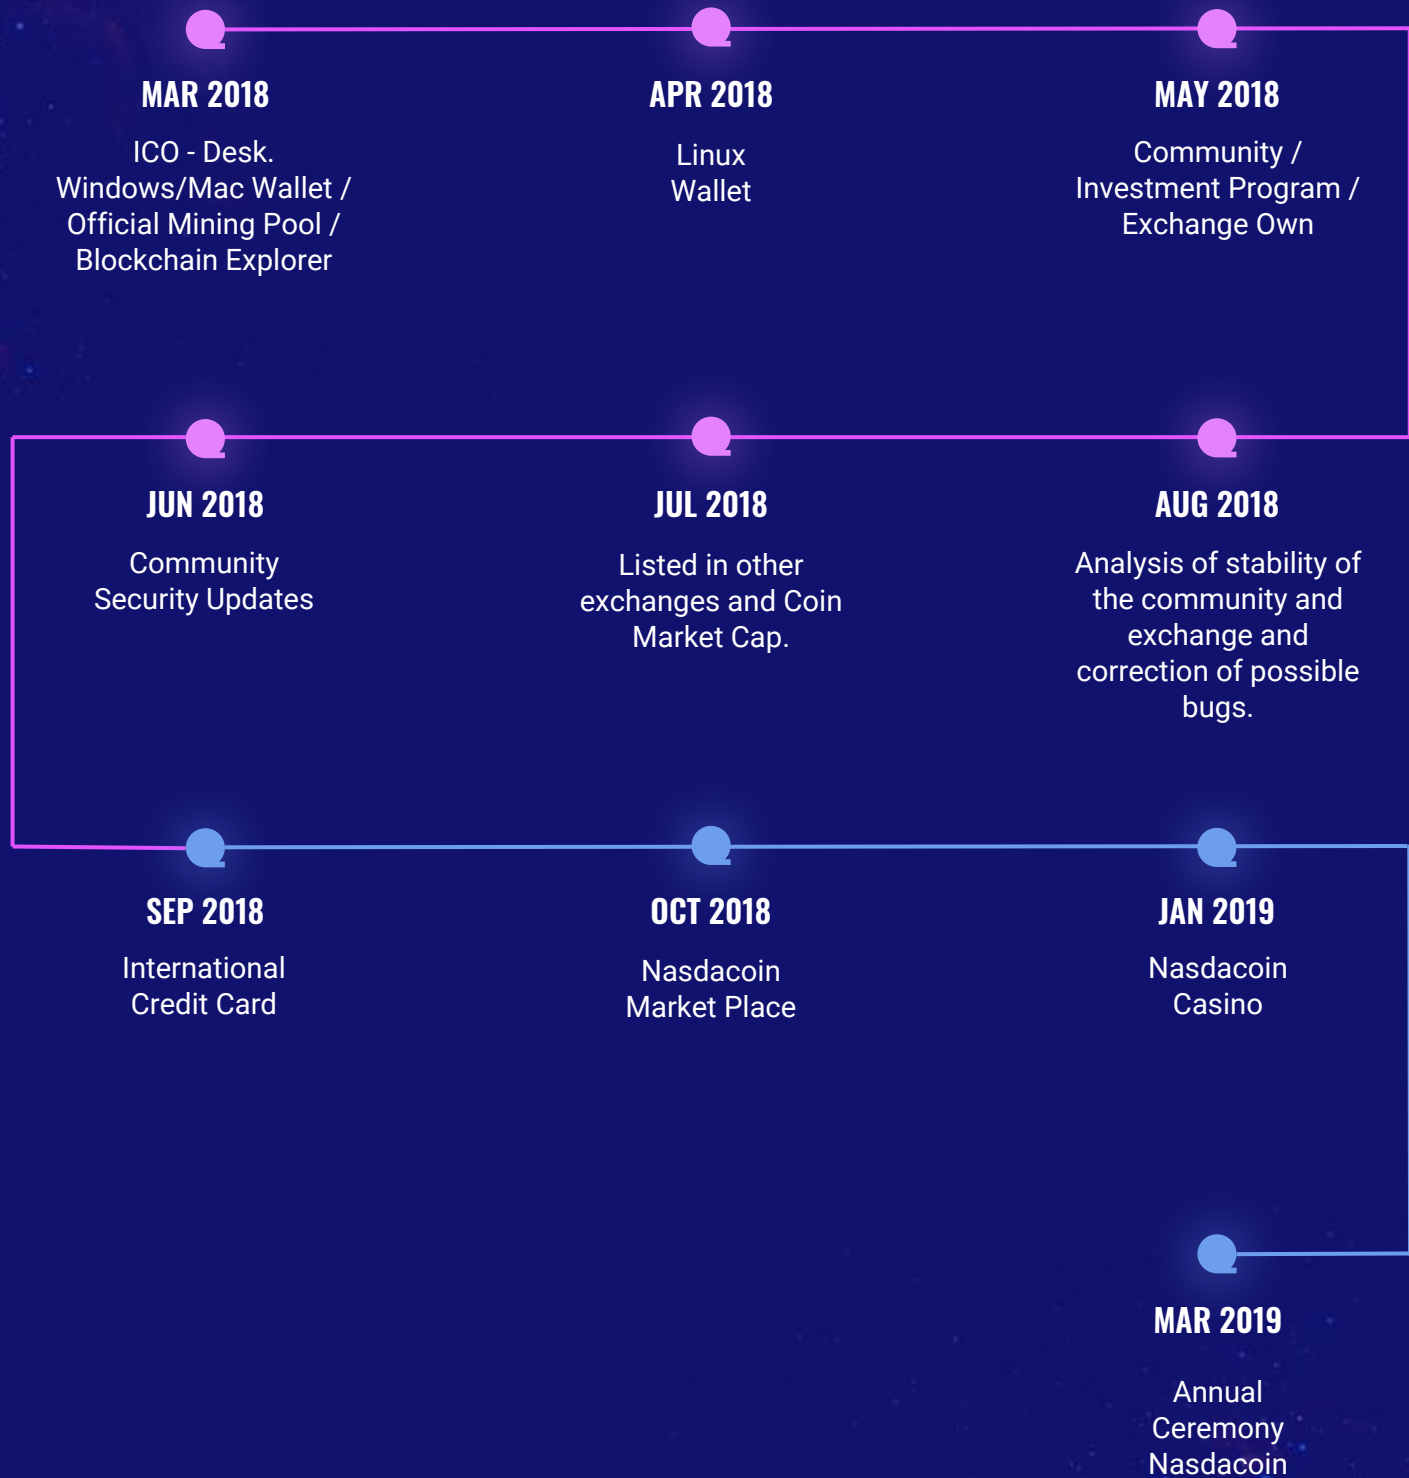 MAR 2018
ICO - Desk.
Windows/Mac Wallet /
Official Mining Pool /
Blockchain Explorer
APR 2018
Linux
Wallet
MAY 2018
Community /
Investment Program /
Exchange Own
JUN 2018
Community
Security Updates
JUL 2018
Listed in other
exchanges and Coin
Market Cap.
AUG 2018
Analysis of stability of
the community and
exchange and
correction of possible
bugs.
SEP 2018
International
Credit Card
OCT 2018
Nasdacoin
Market Place
JAN 2019
Nasdacoin
Casino
MAR 2019
Annual
Ceremony
Nasdacoin